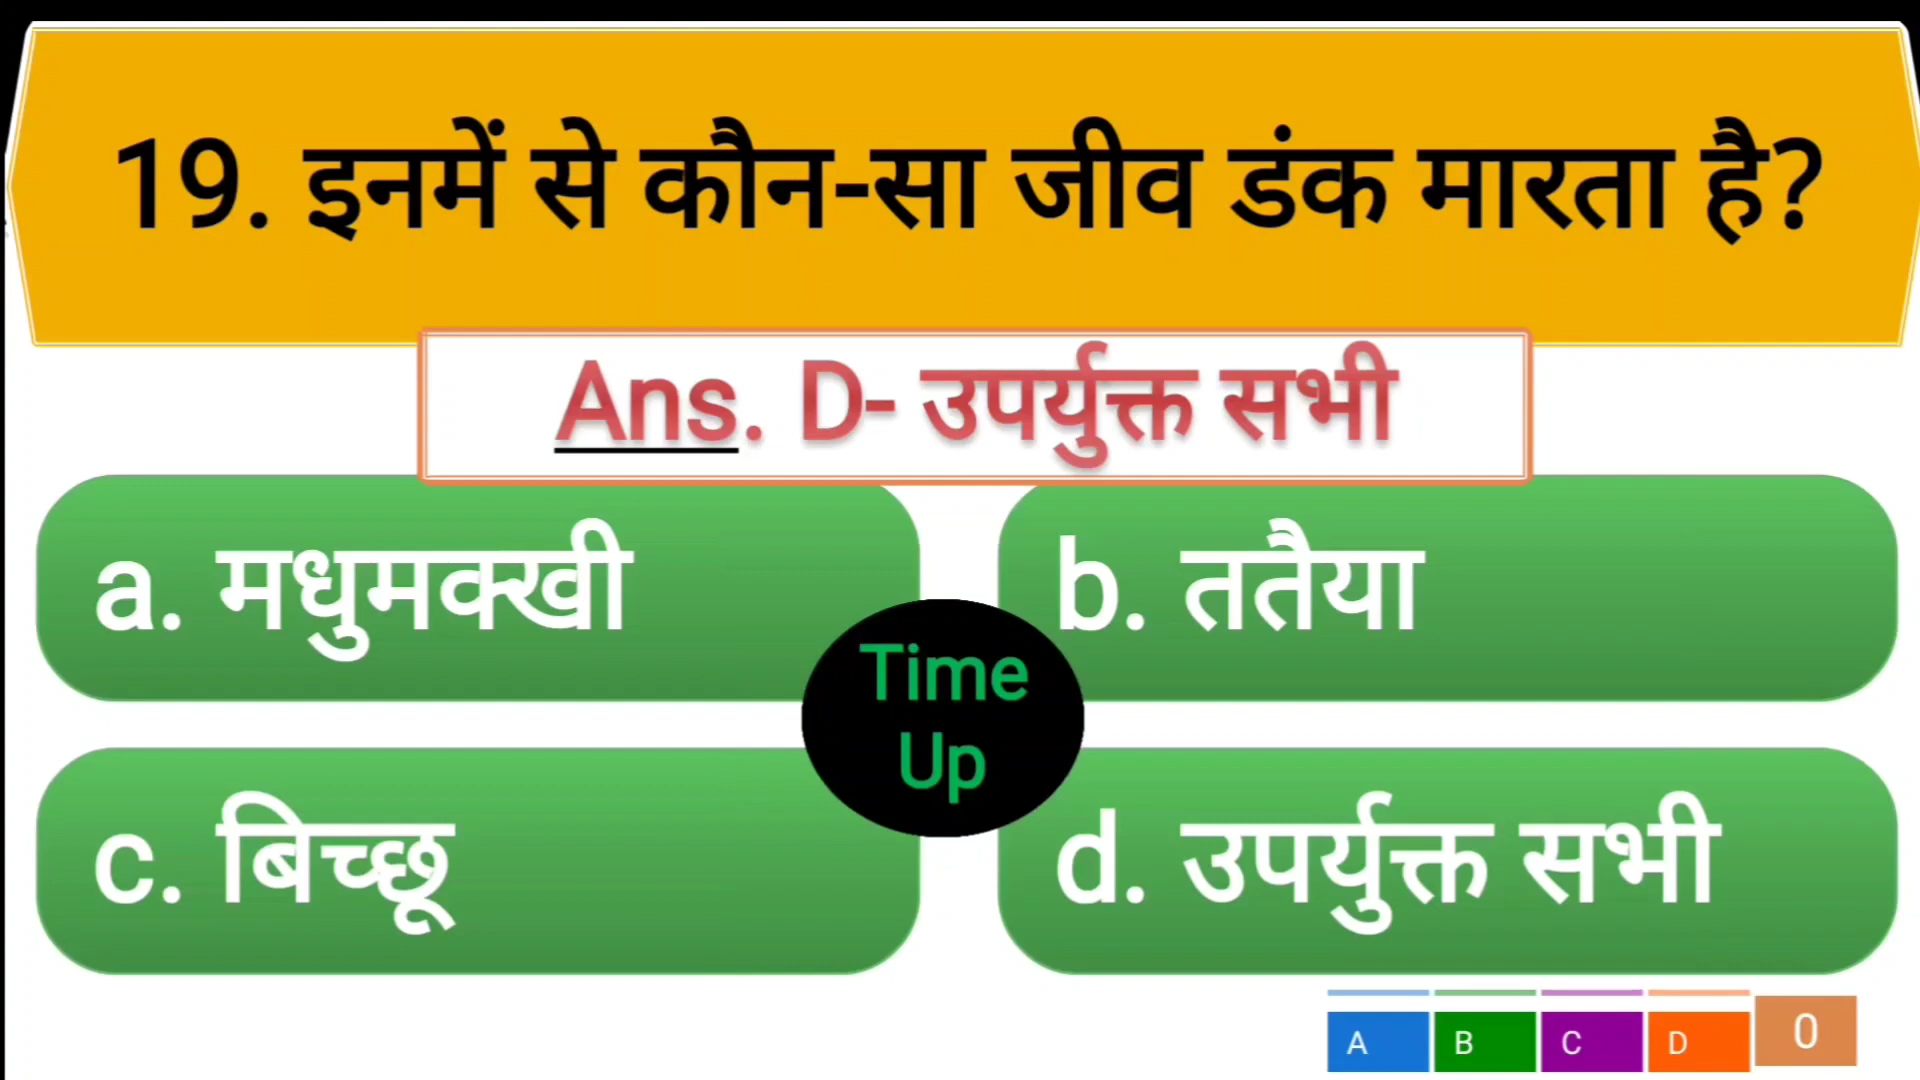 19. इनमें से कौन-सा जीव डंक मारता है?
Ans. D- उपर्युक्त सभी
a. मधुमक्खी
b. ततैया
Time
Up
c. बिच्छू
d. उपर्युक्त सभी
A B C D 0